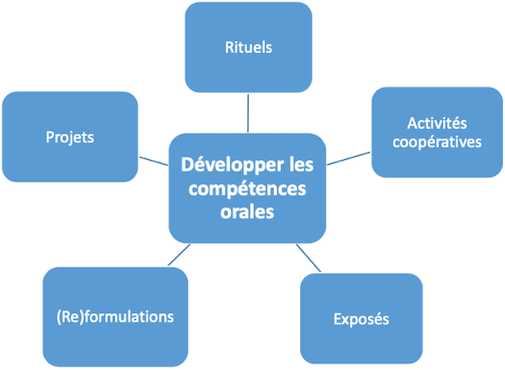 Rituels
Projets
Activités
coopératives
Développer les
compétences
orales
(Re)formulations
Exposés